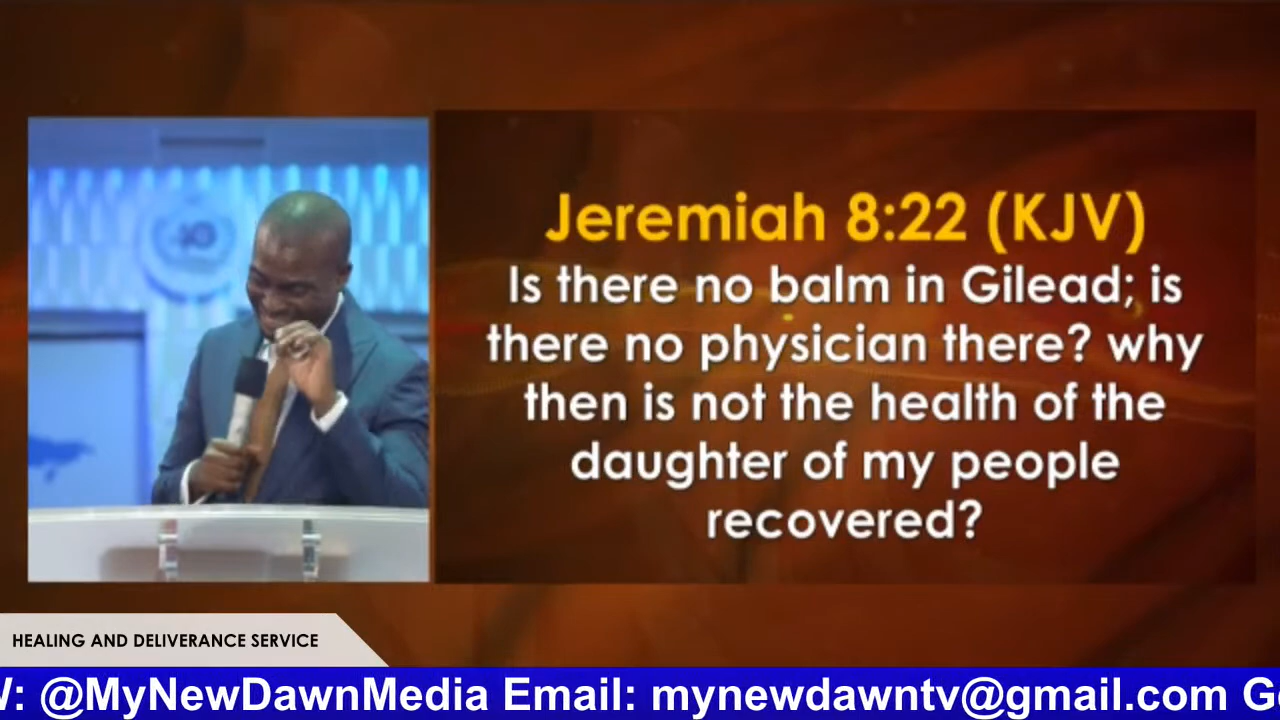 Jeremiah 8:22 (KJV)
Is there no balm in Gilead; is
there no physician there? why
then is not the health of the
daughter of my people
recovered?
HEALING AND DELIVERANCE SERVICE
: @MyNewDawnMedia Email: mynewdawntv@gmail.com